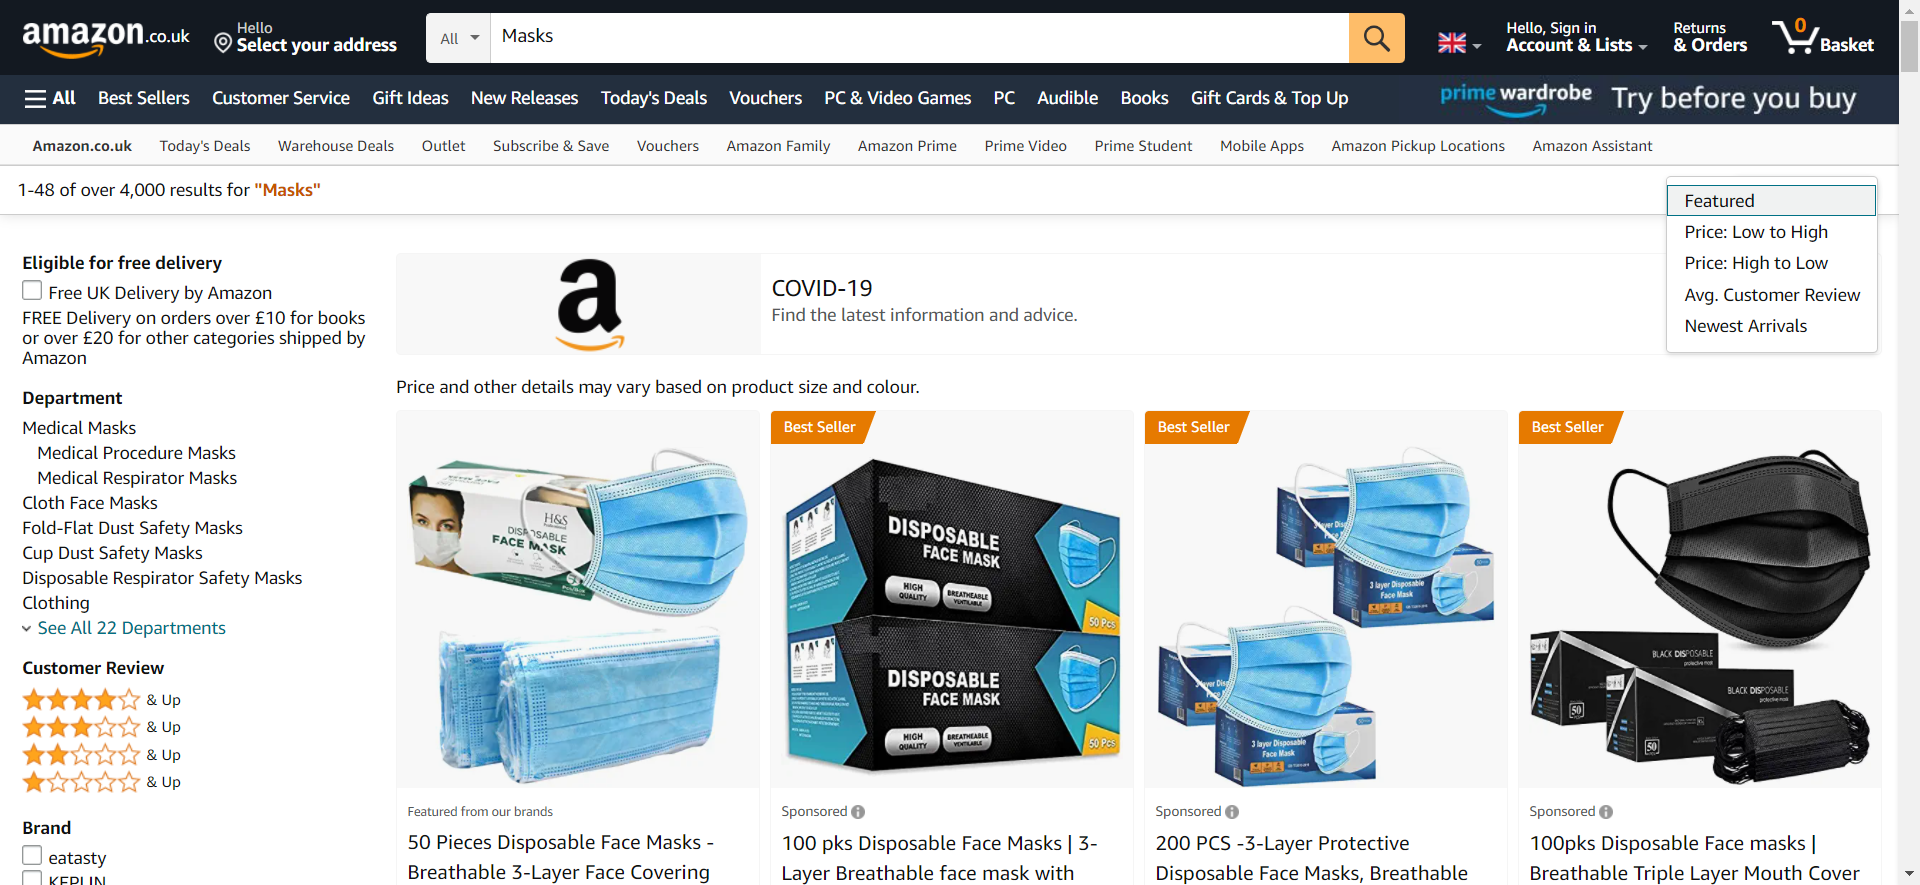 amazon.co.uk
Hello
Select your address
All
Masks
Hello, Sign in
Account & Lists
Returns
& Orders
0
Basket
All
Best Sellers
Customer Service
Gift Ideas
New Releases
Today's Deals
Vouchers
PC & Video Games
PC
Audible
Books
Gift Cards & Top Up
prime wardrobe
Try before you buy
Amazon.co.uk
Today's Deals
Warehouse Deals
Outlet
Subscribe & Save
Vouchers
Amazon Family
Amazon Prime
Prime Video
Prime Student
Mobile Apps
Amazon Pickup Locations
Amazon Assistant
1-48 of over 4,000 results for "Masks"
Featured
Price: Low to High
Price: High to Low
Avg. Customer Review
Newest Arrivals
Eligible for free delivery
Free UK Delivery by Amazon
FREE Delivery on orders over £10 for books
or over £20 for other categories shipped by
Amazon
Department
Medical Masks
Medical Procedure Masks
Medical Respirator Masks
Cloth Face Masks
Fold-Flat Dust Safety Masks
Cup Dust Safety Masks
Disposable Respirator Safety Masks
Clothing
See All 22 Departments
Customer Review
& Up
& Up
& Up
& Up
Brand
eatasty
KEPLIN
a
COVID-19
Find the latest information and advice.
Price and other details may vary based on product size and colour.
H&S
DISPOSABLE
FACE MASK
Featured from our brands
50 Pieces Disposable Face Masks -
Breathable 3-Layer Face Covering
Best Seller
DISPOSABLE
FACE MASK
HIGH
QUALITY
BREATHEABLE
VENTILABLE
50 Pcs
DISPOSABLE
FACE MASK
HIGH
QUALITY
BREATHEABLE
VENTILABLE
50 Pcs
Sponsored
100 pks Disposable Face Masks | 3-
Layer Breathable face mask with
Best Seller
3 layer Disposable
Face Mask
3 layer Disposable
Face Mask
Sponsored
200 PCS -3-Layer Protective
Disposable Face Masks, Breathable
Best Seller
BLACK DISPOSABLE
protective mask
50
BLACK DISPOSABLE
protective mask
50
Sponsored
100pks Disposable Face masks |
Breathable Triple Layer Mouth Cover